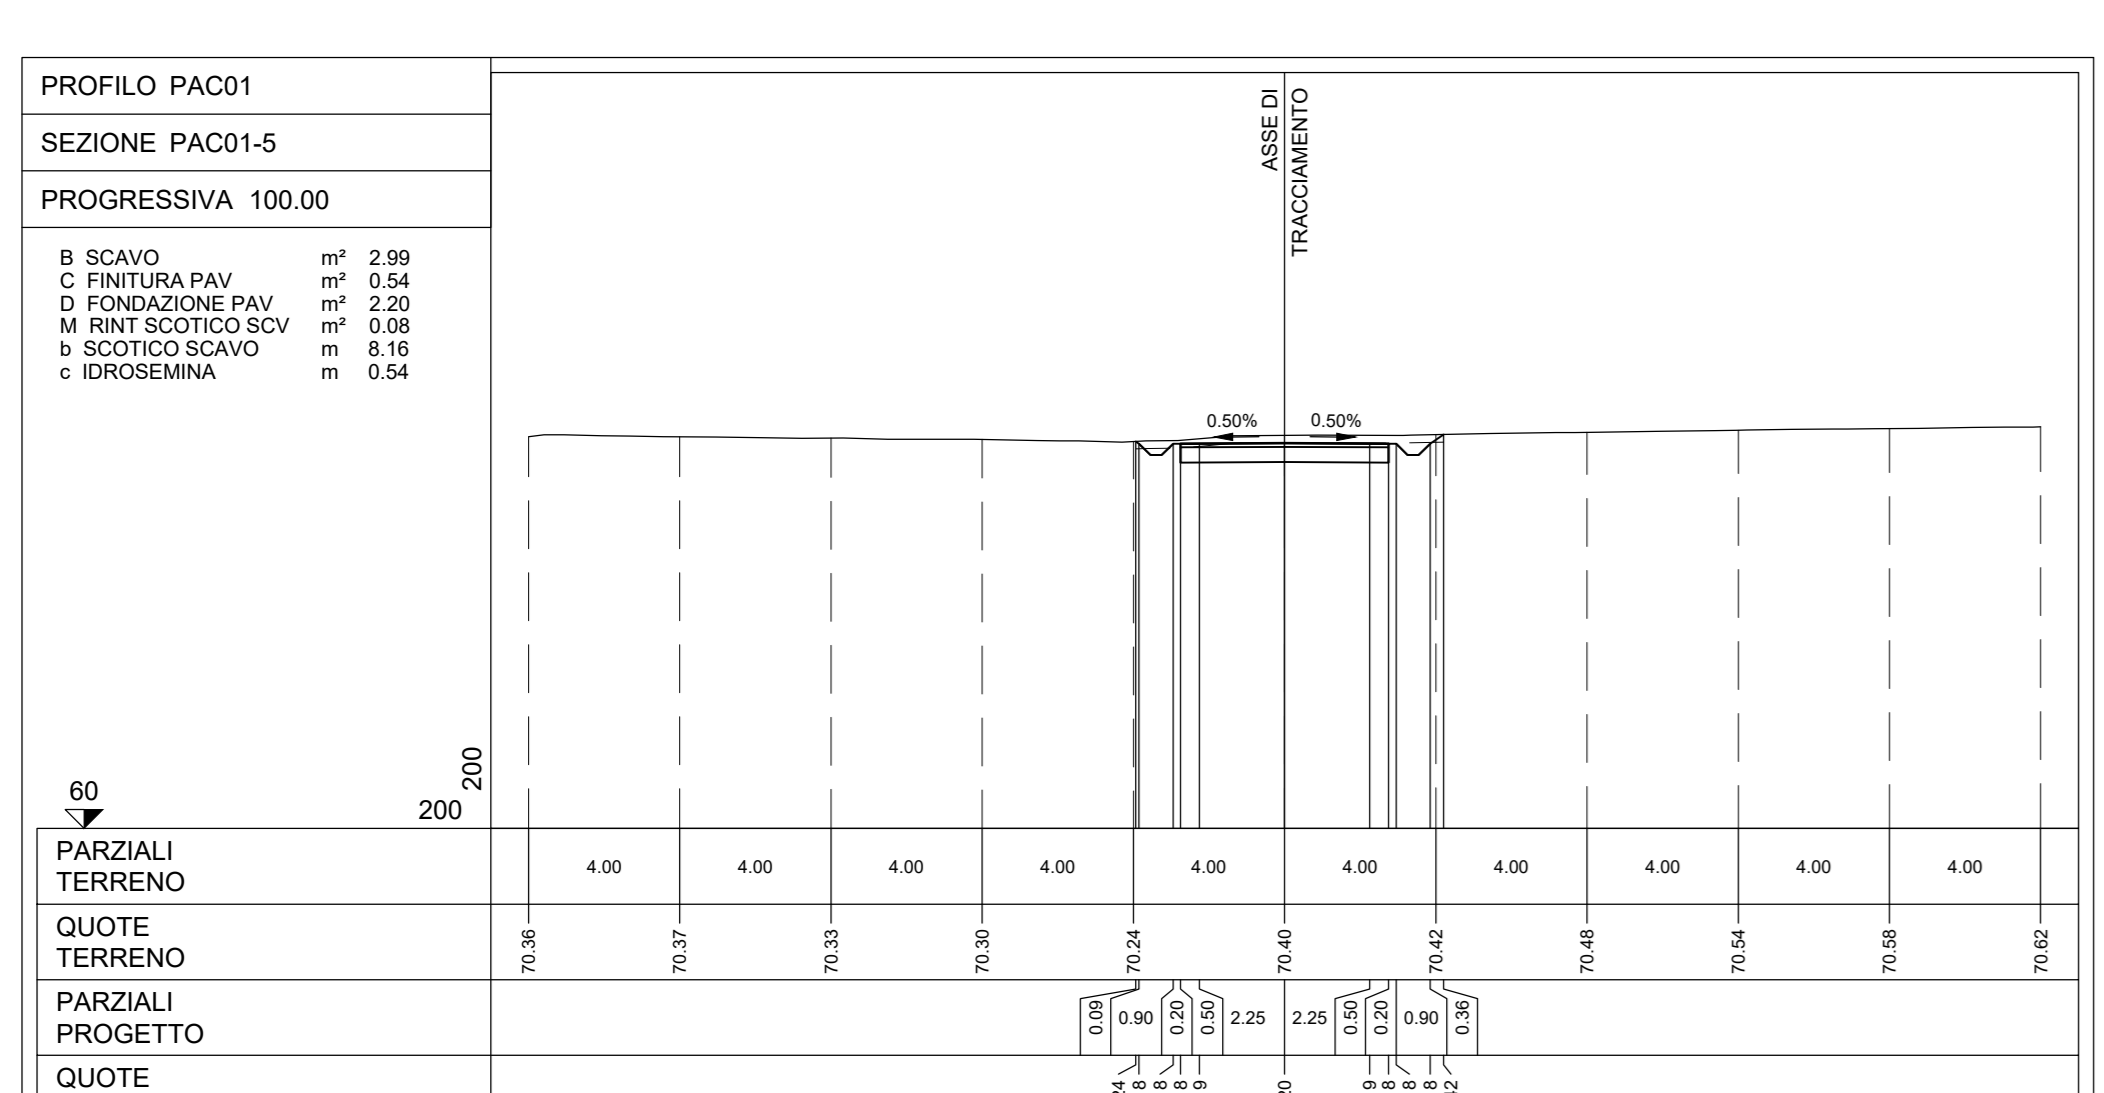 PROFILO PAC01
SEZIONE PAC01-5
PROGRESSIVA 100.00
B SCAVO m² 2.99
C FINITURA PAV m² 0.54
D FONDAZIONE PAV m² 2.20
M RINT SCOTICO SCV m² 0.08
b SCOTICO SCAVO m 8.16
c IDROSEMINA m 0.54
ASSE DI
TRACCIAMENTO
0.50% 0.50%
200
60
200
PARZIALI
TERRENO
4.00 4.00 4.00 4.00 4.00 4.00 4.00 4.00 4.00 4.00
QUOTE
TERRENO
70.36 70.37 70.33 70.30 70.24 70.40 70.42 70.48 70.54 70.58 70.62
PARZIALI
PROGETTO
0.09 0.90 0.20 0.50 2.25 2.25 0.50 0.20 0.90 0.36
QUOTE